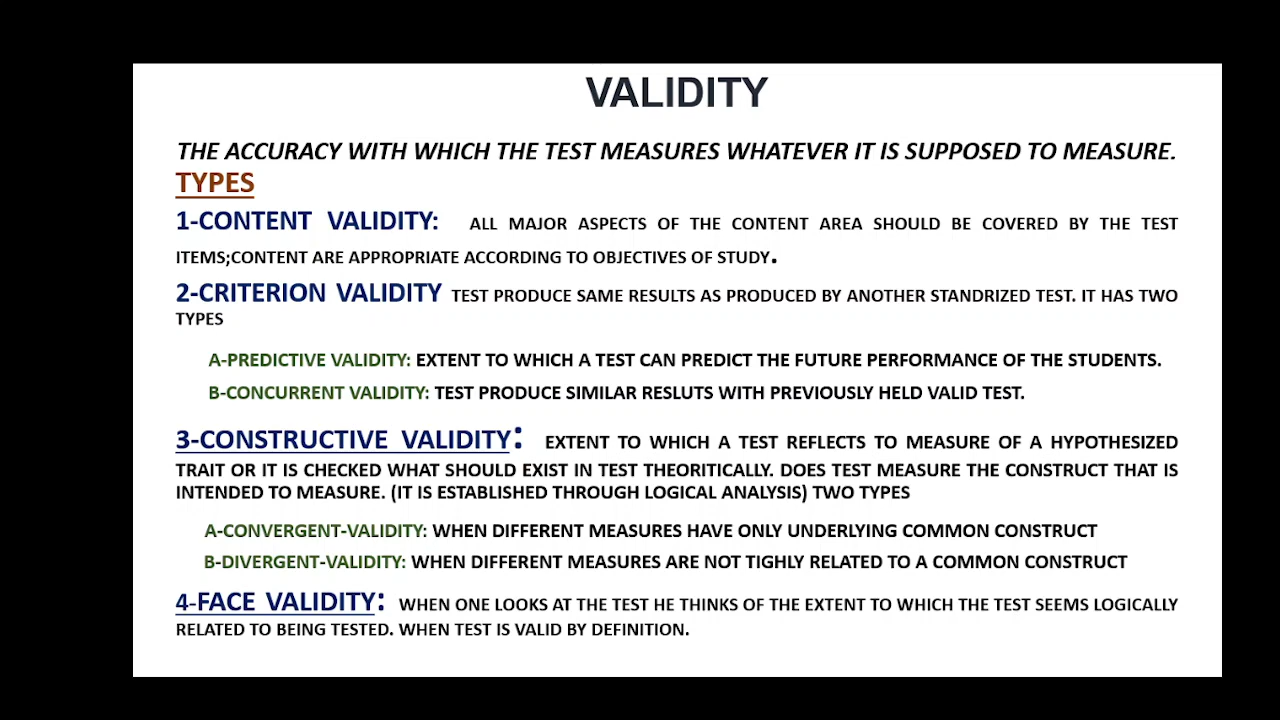 VALIDITY
THE ACCURACY WITH WHICH THE TEST MEASURES WHATEVER IT IS SUPPOSED TO MEASURE.
TYPES
1-CONTENT VALIDITY: ALL MAJOR ASPECTS OF THE CONTENT AREA SHOULD BE COVERED BY THE TEST
ITEMS;CONTENT ARE APPROPRIATE ACCORDING TO OBJECTIVES OF STUDY.
2-CRITERION VALIDITY TEST PRODUCE SAME RESULTS AS PRODUCED BY ANOTHER STANDRIZED TEST. IT HAS TWO
TYPES
A-PREDICTIVE VALIDITY: EXTENT TO WHICH A TEST CAN PREDICT THE FUTURE PERFORMANCE OF THE STUDENTS.
B-CONCURRENT VALIDITY: TEST PRODUCE SIMILAR RESLUTS WITH PREVIOUSLY HELD VALID TEST.
3-CONSTRUCTIVE VALIDITY: EXTENT TO WHICH A TEST REFLECTS TO MEASURE OF A HYPOTHESIZED
TRAIT OR IT IS CHECKED WHAT SHOULD EXIST IN TEST THEORITICALLY. DOES TEST MEASURE THE CONSTRUCT THAT IS
INTENDED TO MEASURE. (IT IS ESTABLISHED THROUGH LOGICAL ANALYSIS) TWO TYPES
A-CONVERGENT-VALIDITY: WHEN DIFFERENT MEASURES HAVE ONLY UNDERLYING COMMON CONSTRUCT
B-DIVERGENT-VALIDITY: WHEN DIFFERENT MEASURES ARE NOT TIGHLY RELATED TO A COMMON CONSTRUCT
4-FACE VALIDITY: WHEN ONE LOOKS AT THE TEST HE THINKS OF THE EXTENT TO WHICH THE TEST SEEMS LOGICALLY
RELATED TO BEING TESTED. WHEN TEST IS VALID BY DEFINITION.